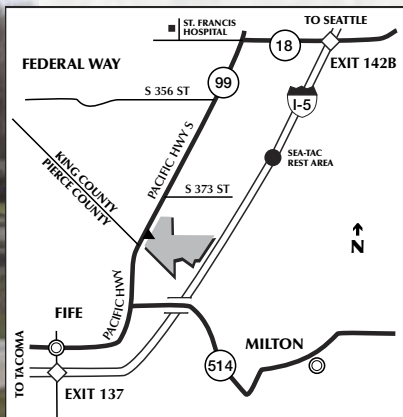 ST. FRANCIS
HOSPITAL
TO SEATTLE
18
EXIT 142B
FEDERAL WAY
99
S 356 ST
I-5
SEA-TAC
REST AREA
PACIFIC HWY S
KING COUNTY
PIERCE COUNTY
S 373 ST
N
PACIFIC HWY
FIFE
TO TACOMA
MILTON
514
EXIT 137